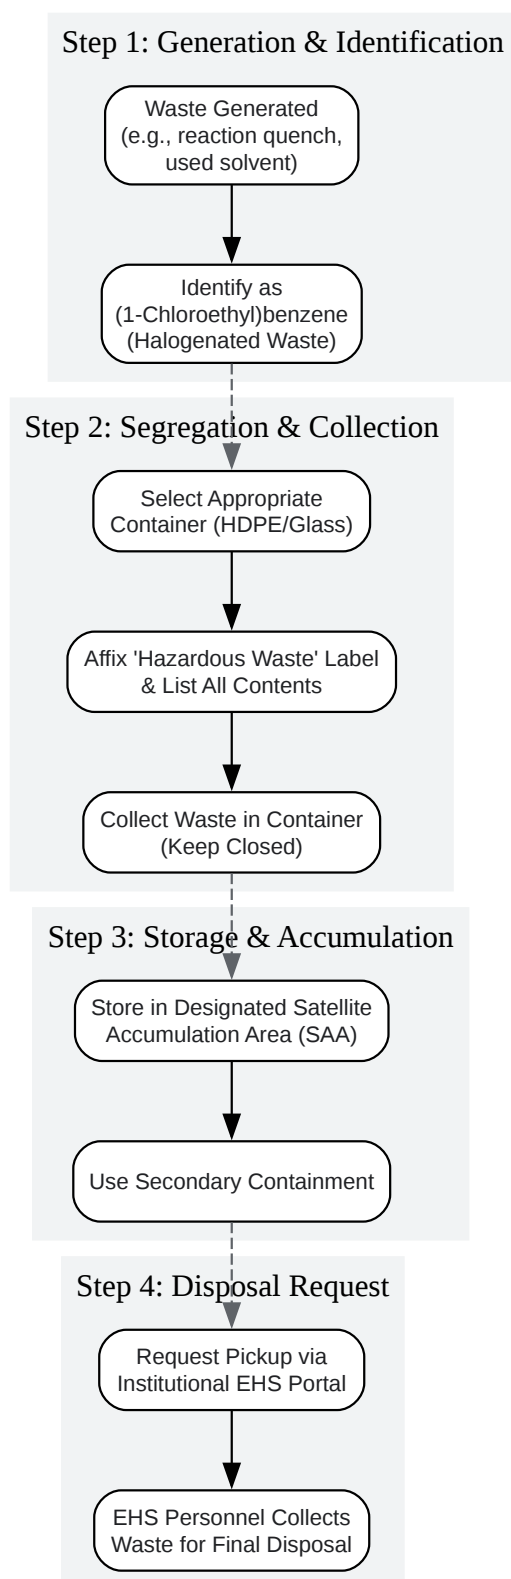 Step 1: Generation & Identification
Waste Generated
(e.g., reaction quench,
used solvent)
Identify as
(1-Chloroethyl)benzene
(Halogenated Waste)
Step 2: Segregation & Collection
Select Appropriate
Container (HDPE/Glass)
Affix 'Hazardous Waste' Label
& List All Contents
Collect Waste in Container
(Keep Closed)
Step 3: Storage & Accumulation
Store in Designated Satellite
Accumulation Area (SAA)
Use Secondary Containment
Step 4: Disposal Request
Request Pickup via
Institutional EHS Portal
EHS Personnel Collects
Waste for Final Disposal